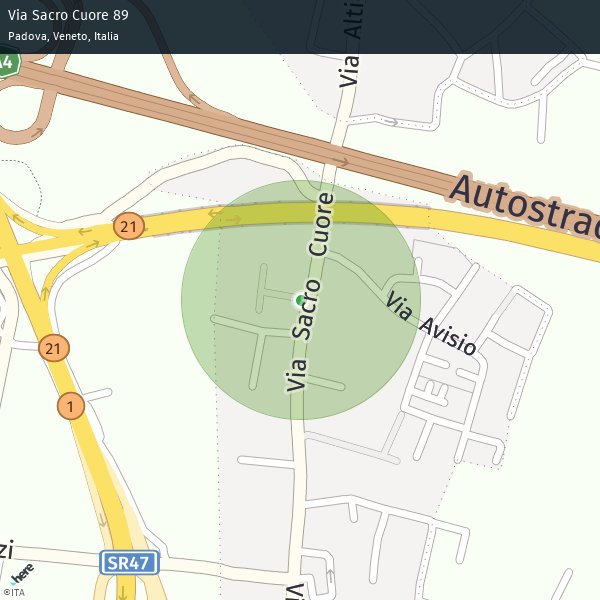 Via Sacro Cuore 89
Padova, Veneto, Italia
A4
Via Alti
Autostrad
21
Via Sacro Cuore
Via Avisio
21
1
SR47
zi
Vi
here
©ITA